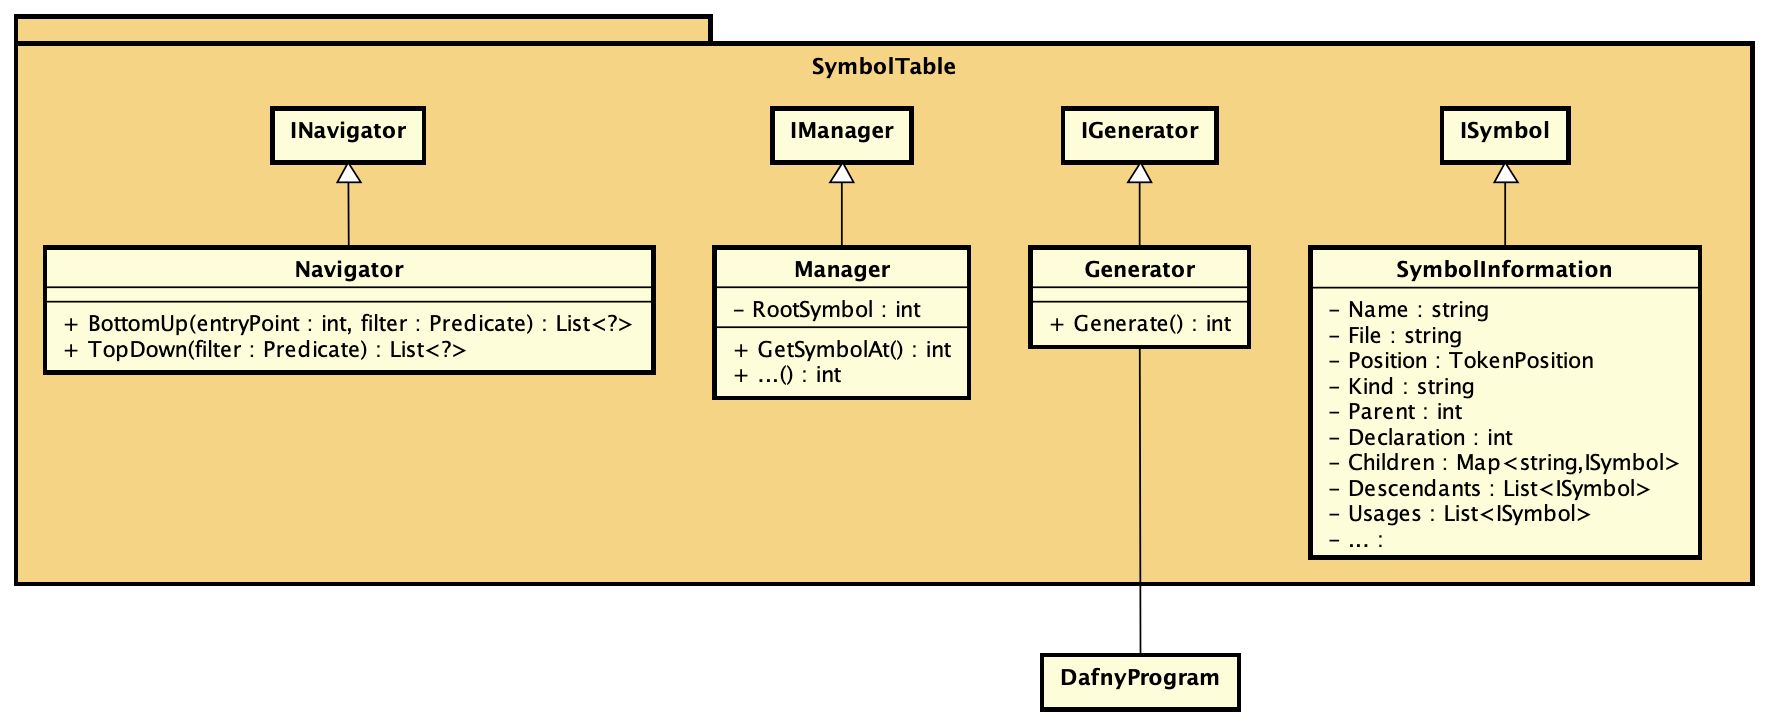 SymbolTable
INavigator
IManager
IGenerator
ISymbol
Navigator
+ BottomUp(entryPoint : int, filter : Predicate) : List<?>
+ TopDown(filter : Predicate) : List<?>
Manager
- RootSymbol : int
+ GetSymbolAt() : int
+ ...() : int
Generator
+ Generate() : int
SymbolInformation
- Name : string
- File : string
- Position : TokenPosition
- Kind : string
- Parent : int
- Declaration : int
- Children : Map<string,ISymbol>
- Descendants : List<ISymbol>
- Usages : List<ISymbol>
- ... :
DafnyProgram